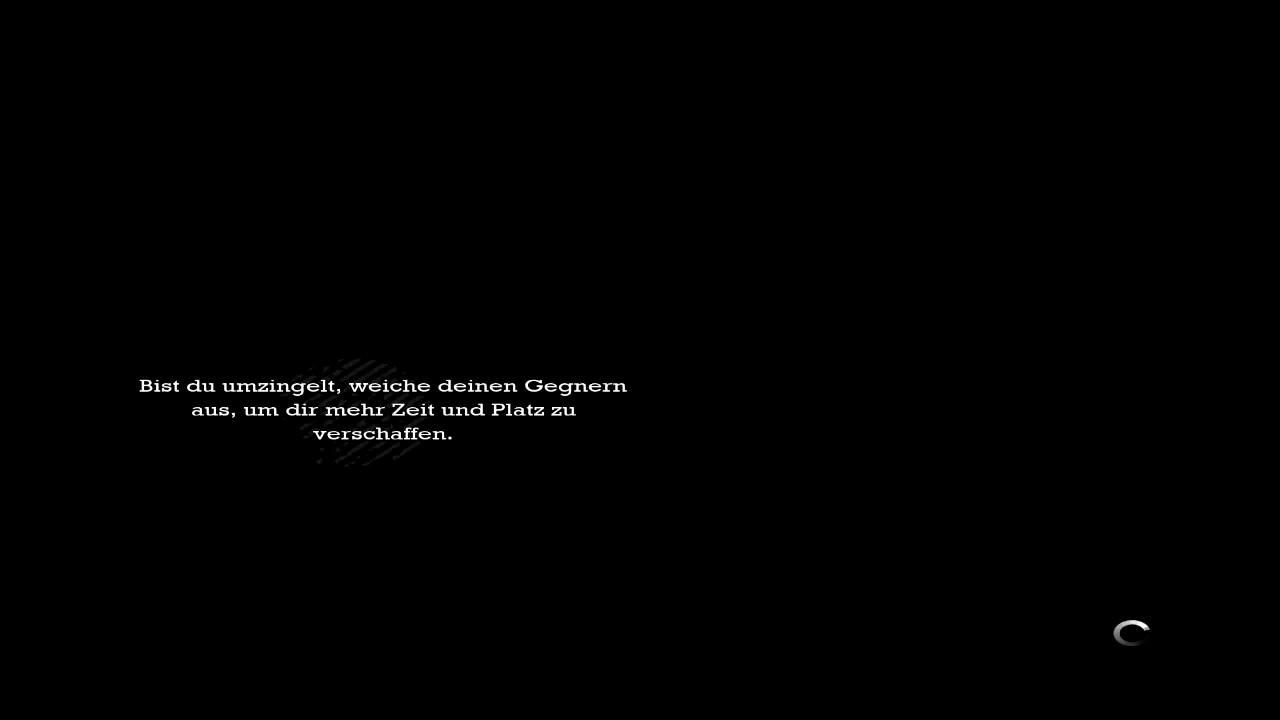 Bist du umzingelt, weiche deinen Gegnern
aus, um dir mehr Zeit und Platz zu
verschaffen.